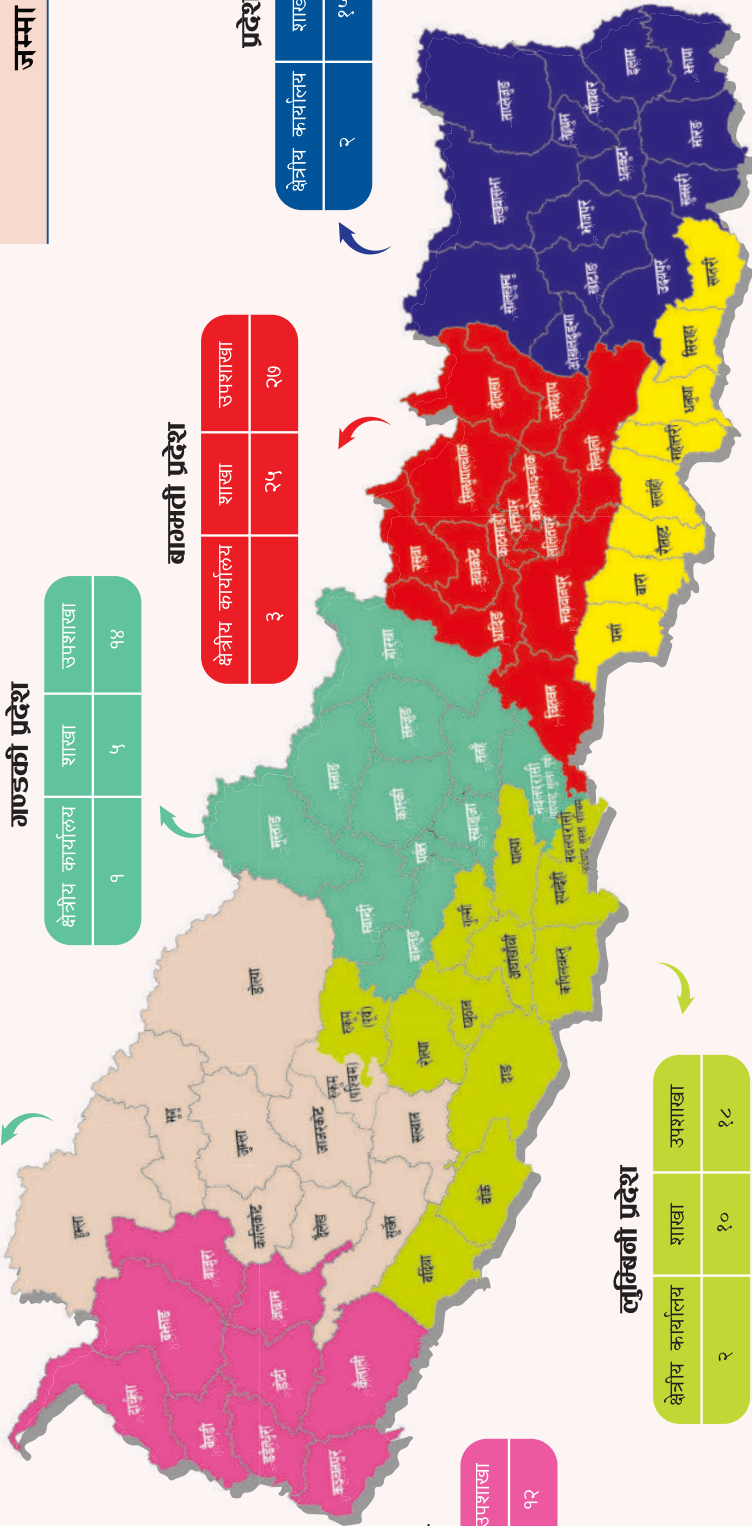 जम्मा
प्रदेश
क्षेत्रीय कार्यालय
२
बागमती प्रदेश
क्षेत्रीय कार्यालय शाखा उपशाखा
३ २५ २७
गण्डकी प्रदेश
क्षेत्रीय कार्यालय शाखा उपशाखा
१ ५ १४
लुम्बिनी प्रदेश
क्षेत्रीय कार्यालय शाखा उपशाखा
२ १० १८
उपशाखा
१२
दार्चुला
बझाङ
बाजुरा
बैतडी
डडेल्धुरा
डोटी
अछाम
कञ्चनपुर
कैलाली
हुम्ला
मुगु
डोल्पा
जुम्ला
कालिकोट
दैलेख
जाजरकोट
रुकुम
(पश्चिम)
सल्यान
सुर्खेत
रुकुम
(पूर्व)
रोल्पा
प्युठान
दाङ
बाँके
बर्दिया
गुल्मी
अर्घाखाँची
पाल्पा
कपिलवस्तु
रुपन्देही
नवलपरासी
मुस्ताङ
मनाङ
गोरखा
लमजुङ
कास्की
तनहुँ
म्याग्दी
पर्वत
स्याङ्जा
बाग्लुङ
नवलपरासी
रसुवा
नुवाकोट
धादिङ
सिन्धुपाल्चोक
दोलखा
काठमाडौं
भक्तपुर
ललितपुर
काभ्रेपलाञ्चोक
रामेछाप
सिन्धुली
मकवानपुर
चितवन
पर्सा
बारा
रौतहट
सर्लाही
महोत्तरी
धनुषा
सिराहा
सप्तरी
सोलुखुम्बु
ओखलढुङ्गा
खोटाङ
उदयपुर
सङ्खुवासभा
भोजपुर
धनकुटा
सुनसरी
ताप्लेजुङ
तेह्रथुम
पाँचथर
इलाम
मोरङ
झापा